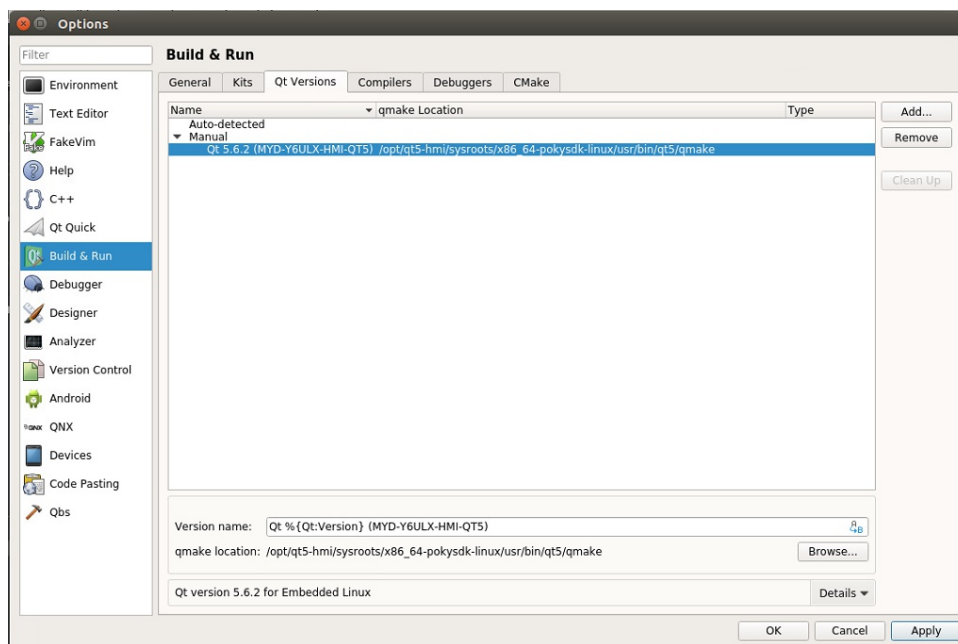 Options
Filter
Build & Run
Environment
Text Editor
FakeVim
Help
C++
Qt Quick
Build & Run
Debugger
Designer
Analyzer
Version Control
Android
QNX
Devices
Code Pasting
Qbs
General Kits Qt Versions Compilers Debuggers CMake
Name qmake Location Type
Auto-detected
Manual
Qt 5.6.2 (MYD-Y6ULX-HMI-QT5) /opt/qt5-hmi/sysroots/x86_64-pokysdk-linux/usr/bin/qt5/qmake
Add...
Remove
Clean Up
Version name: Qt %{Qt:Version} (MYD-Y6ULX-HMI-QT5)
qmake location: /opt/qt5-hmi/sysroots/x86_64-pokysdk-linux/usr/bin/qt5/qmake Browse...
Qt version 5.6.2 for Embedded Linux Details
OK Cancel Apply